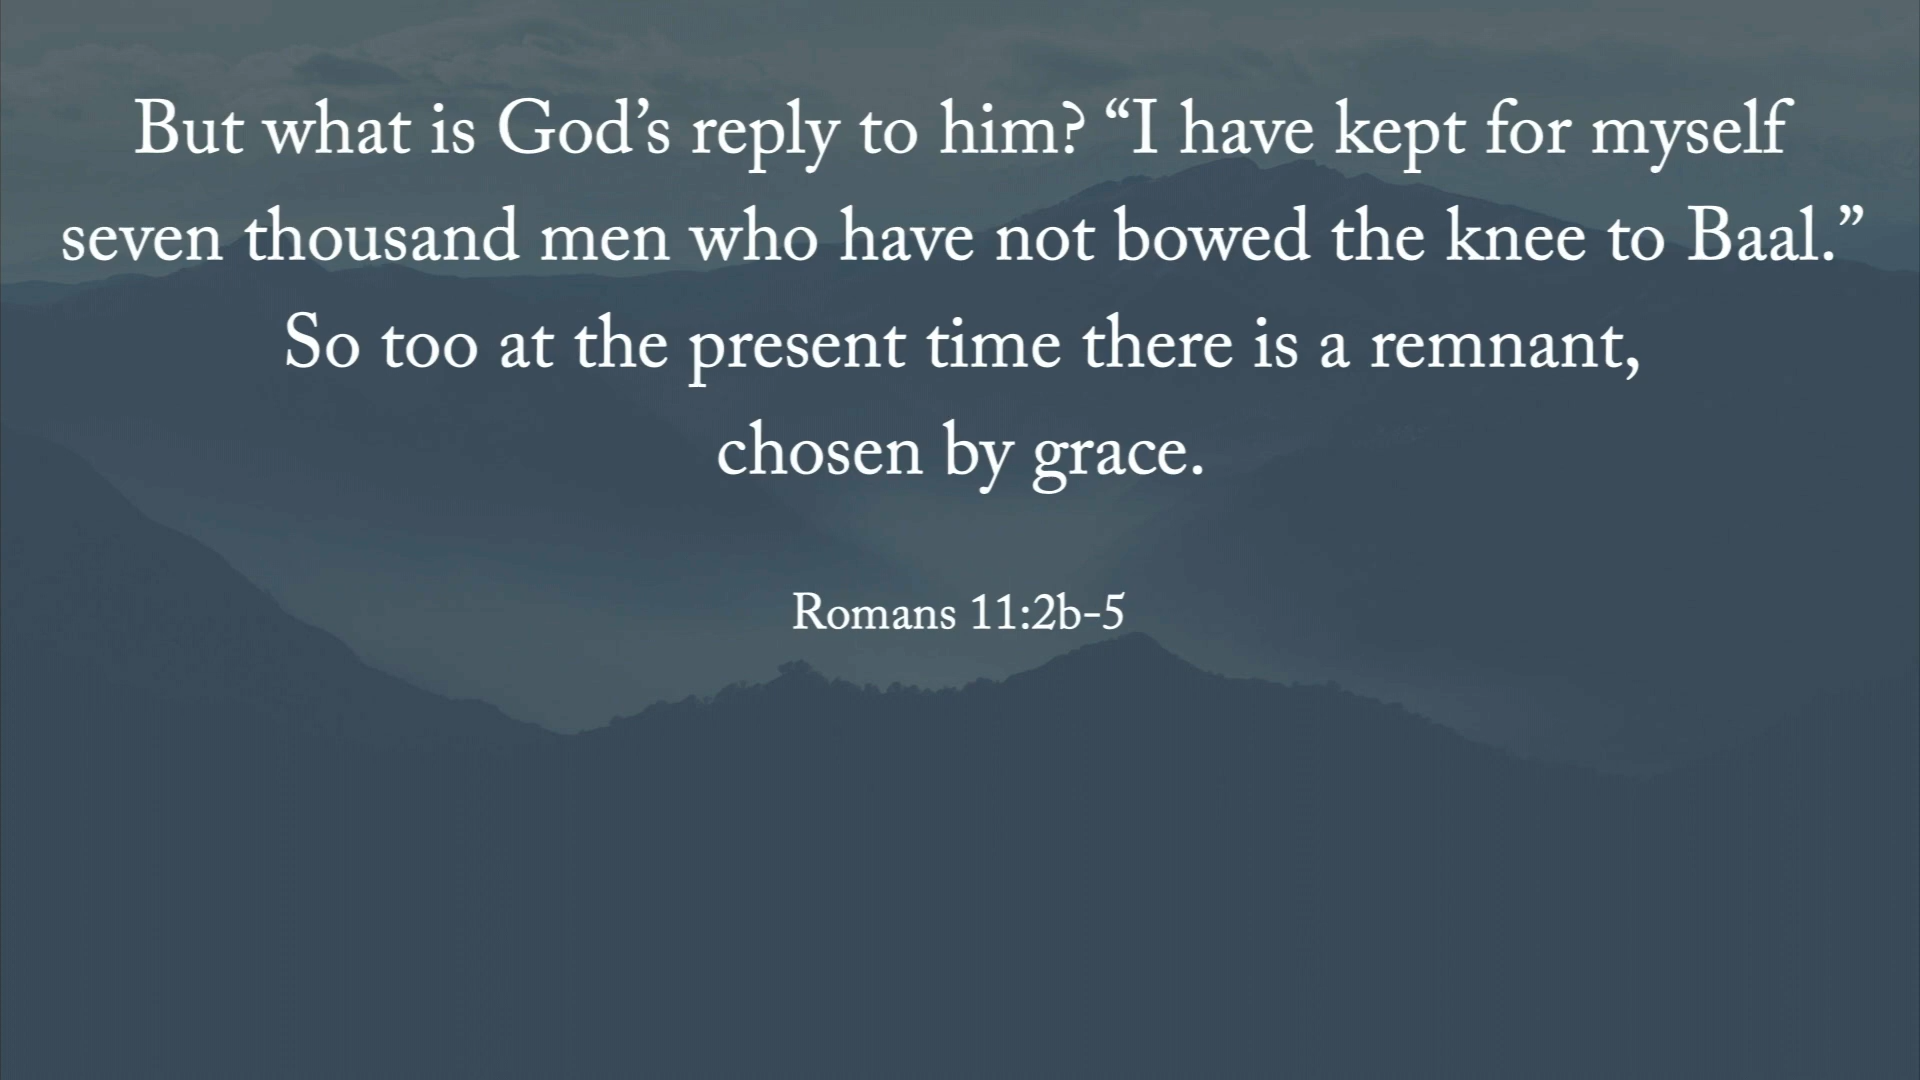 But what is God’s reply to him? “I have kept for myself
seven thousand men who have not bowed the knee to Baal.”
So too at the present time there is a remnant,
chosen by grace.
Romans 11:2b-5